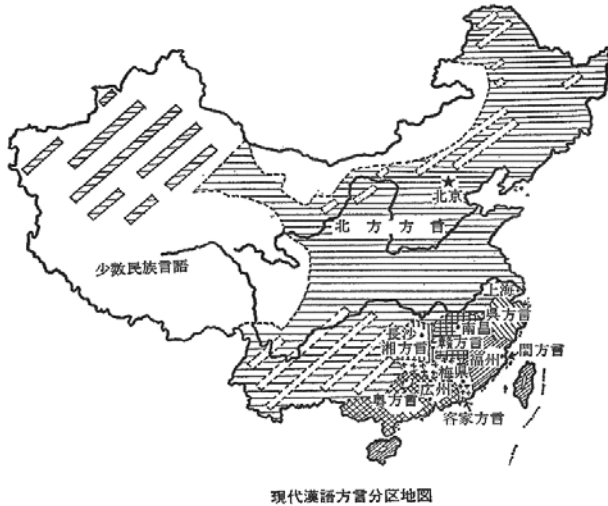 北京
北方方言
少数民族言語
上海
呉方言
長沙
南昌
湘方言
贛方言
福州
閩方言
梅県
広州
粤方言
客家方言
現代漢語方言分区地図